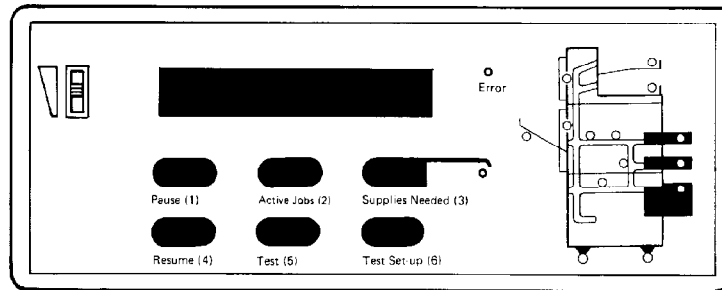 Error
Pause (1) Active Jobs (2) Supplies Needed (3)
Resume (4) Test (5) Test Set-up (6)